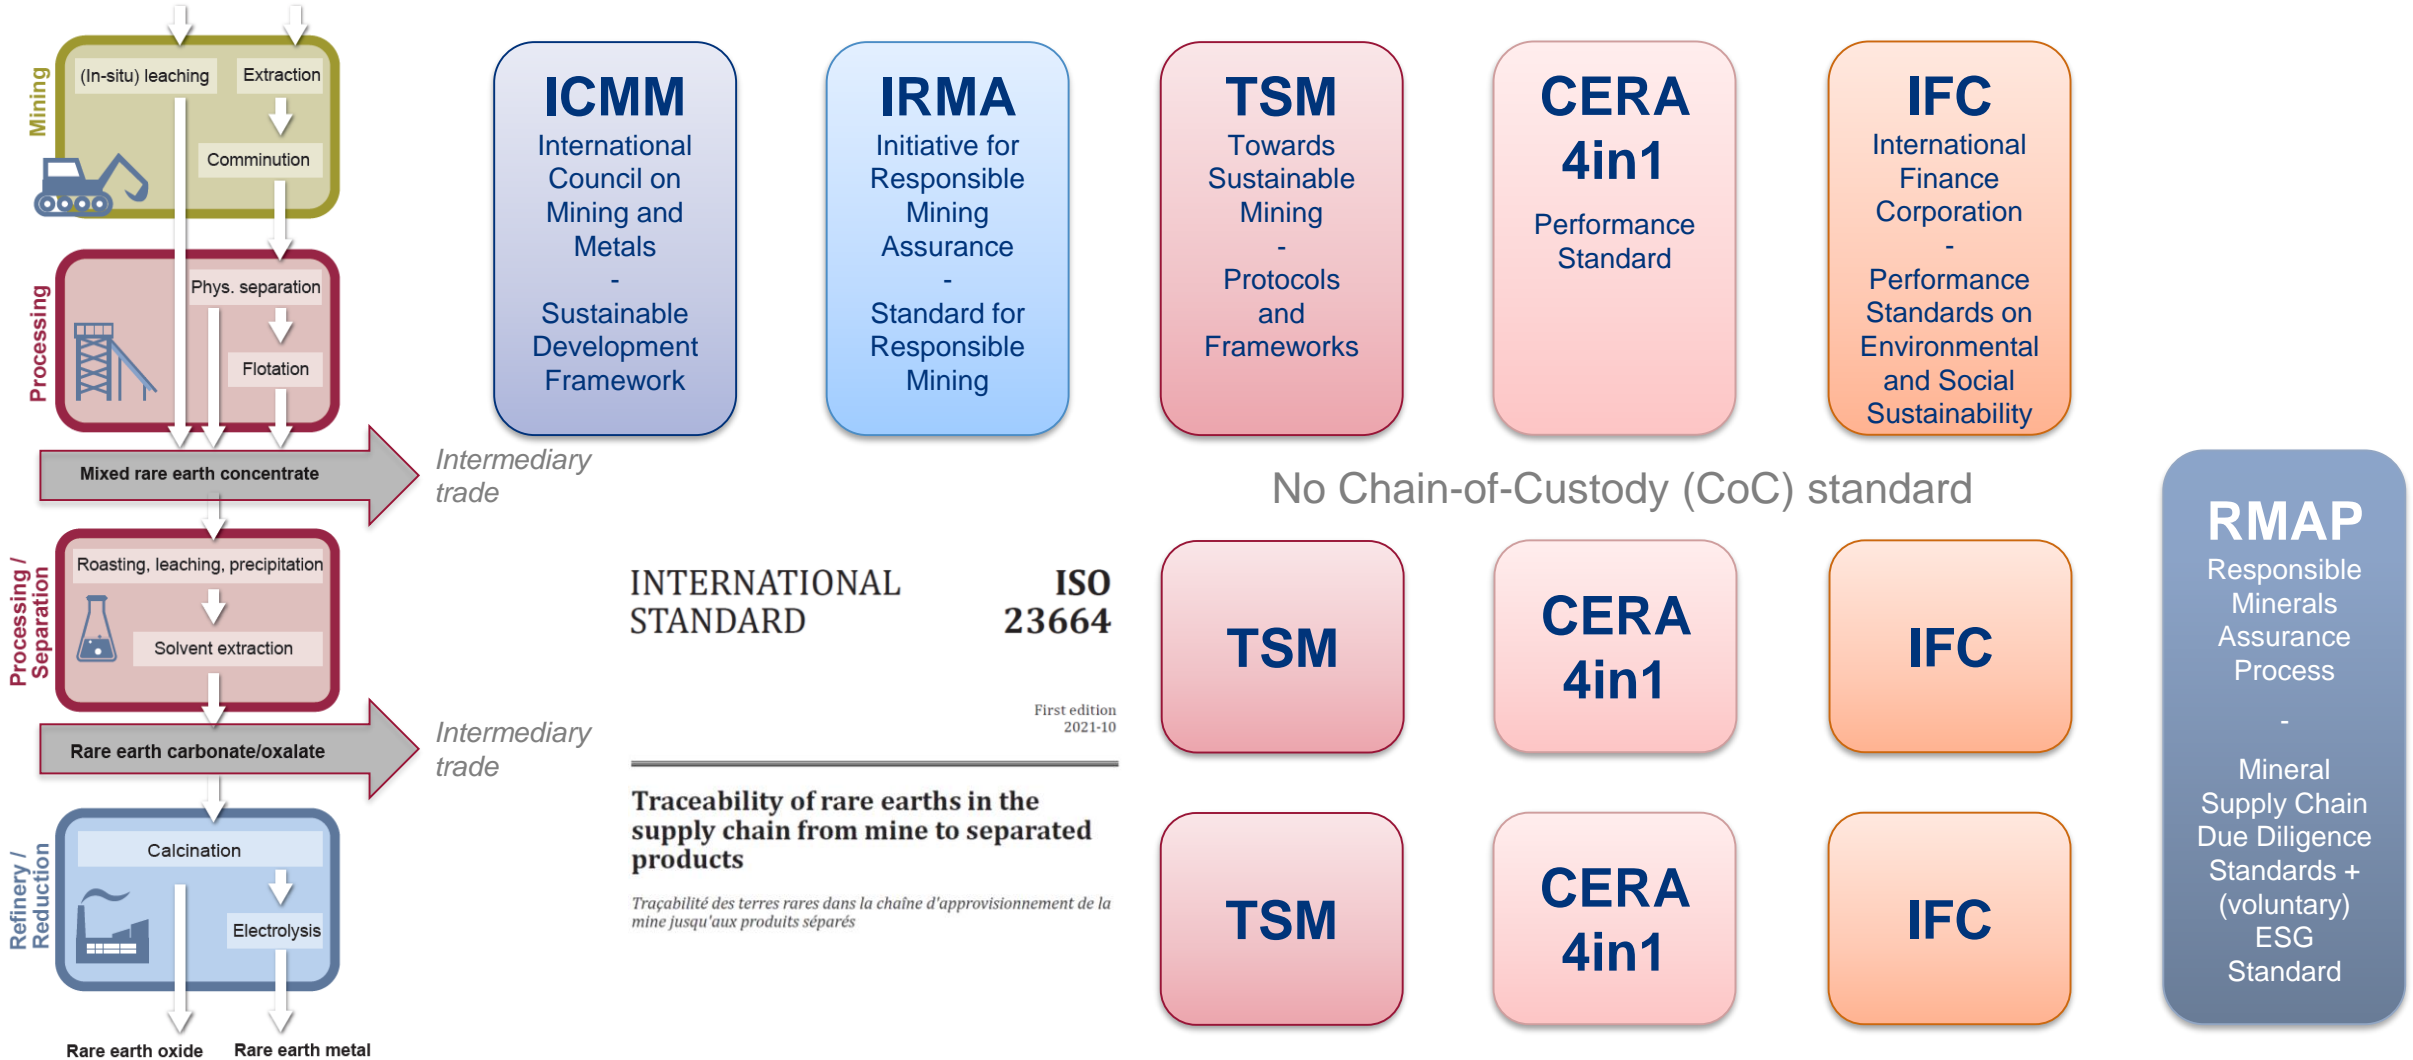 Mining
(In-situ) leaching
Extraction
Comminution
Processing
Phys. separation
Flotation
Mixed rare earth concentrate
Intermediary
trade
Processing /
Separation
Roasting, leaching, precipitation
Solvent extraction
Rare earth carbonate/oxalate
Intermediary
trade
Refinery /
Reduction
Calcination
Electrolysis
Rare earth oxide
Rare earth metal
ICMM
International
Council on
Mining and
Metals
-
Sustainable
Development
Framework
IRMA
Initiative for
Responsible
Mining
Assurance
-
Standard for
Responsible
Mining
TSM
Towards
Sustainable
Mining
-
Protocols
and
Frameworks
CERA
4in1
Performance
Standard
IFC
International
Finance
Corporation
-
Performance
Standards on
Environmental
and Social
Sustainability
No Chain-of-Custody (CoC) standard
INTERNATIONAL
STANDARD
ISO
23664
First edition
2021-10
Traceability of rare earths in the
supply chain from mine to separated
products
Traçabilité des terres rares dans la chaîne d'approvisionnement de la
mine jusqu'aux produits séparés
TSM
CERA
4in1
IFC
TSM
CERA
4in1
IFC
RMAP
Responsible
Minerals
Assurance
Process
-
Mineral
Supply Chain
Due Diligence
Standards +
(voluntary)
ESG
Standard